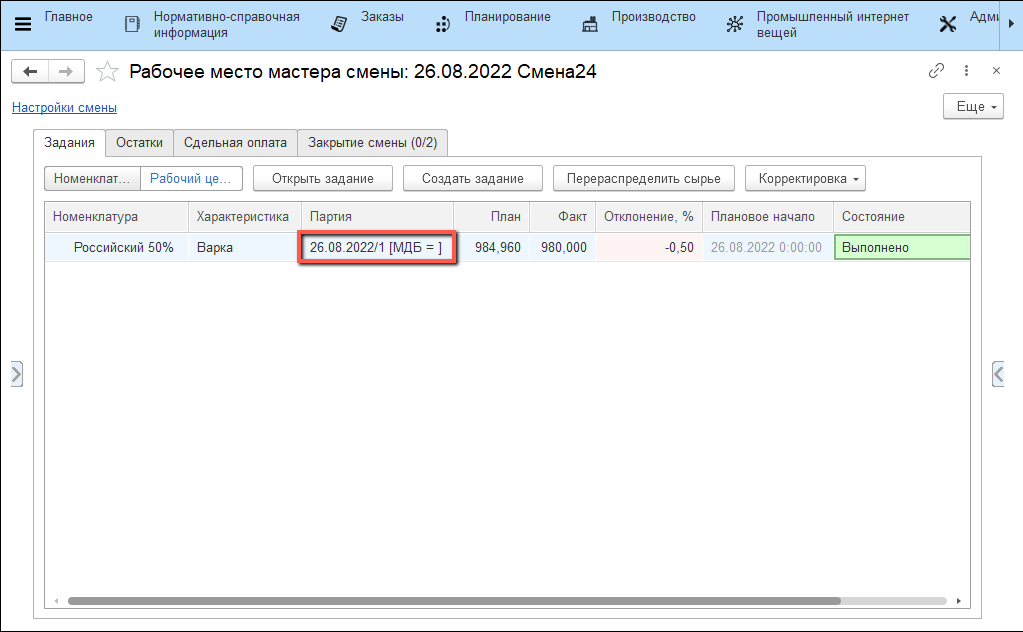 Главное
Нормативно-справочная
информация
Заказы
Планирование
Производство
Промышленный интернет
вещей
Рабочее место мастера смены: 26.08.2022 Смена24
Настройки смены
Еще
Задания Остатки Сдельная оплата Закрытие смены (0/2)
Номенклат... Рабочий це... Открыть задание Создать задание Перераспределить сырье Корректировка
Номенклатура Характеристика Партия План Факт Отклонение, % Плановое начало Состояние
Российский 50% Варка 26.08.2022/1 [МДБ = ] 984,960 980,000 -0,50 26.08.2022 0:00:00 Выполнено